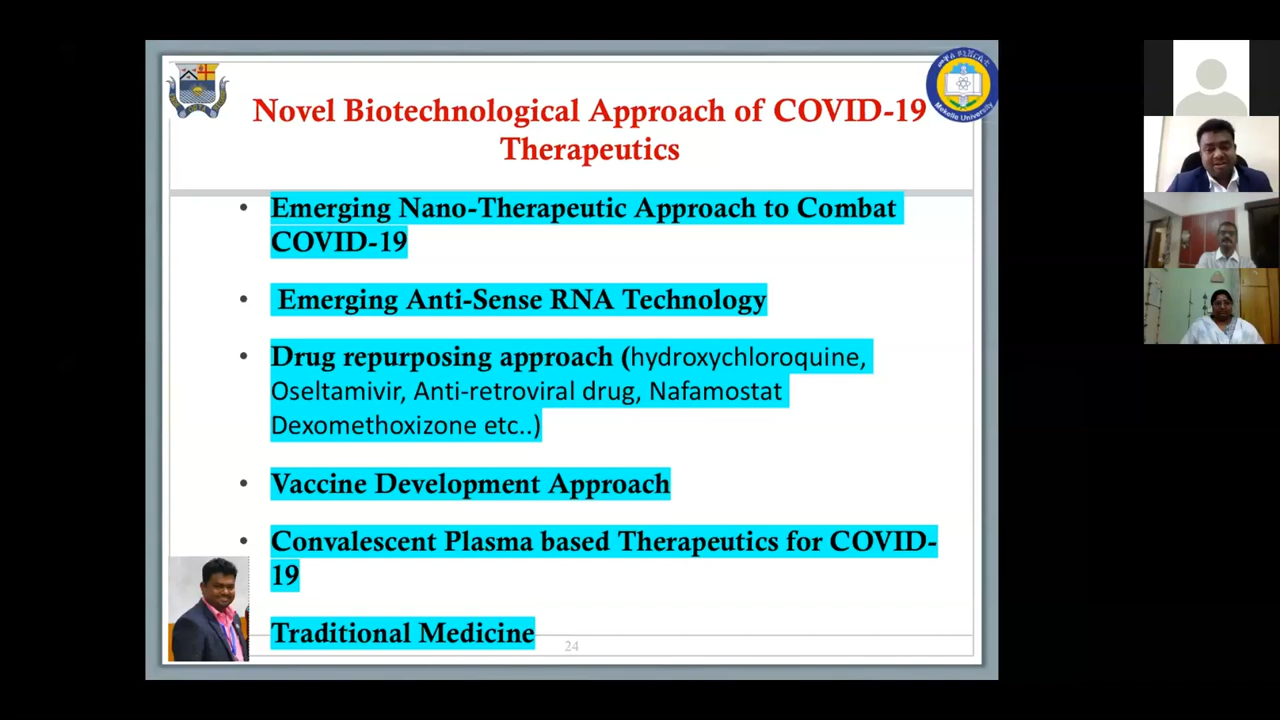 Novel Biotechnological Approach of COVID-19
Therapeutics
• Emerging Nano-Therapeutic Approach to Combat
COVID-19
• Emerging Anti-Sense RNA Technology
• Drug repurposing approach (hydroxychloroquine,
Oseltamivir, Anti-retroviral drug, Nafamostat
Dexomethoxizone etc..)
• Vaccine Development Approach
• Convalescent Plasma based Therapeutics for COVID-
19
Traditional Medicine
24
Mekelle University